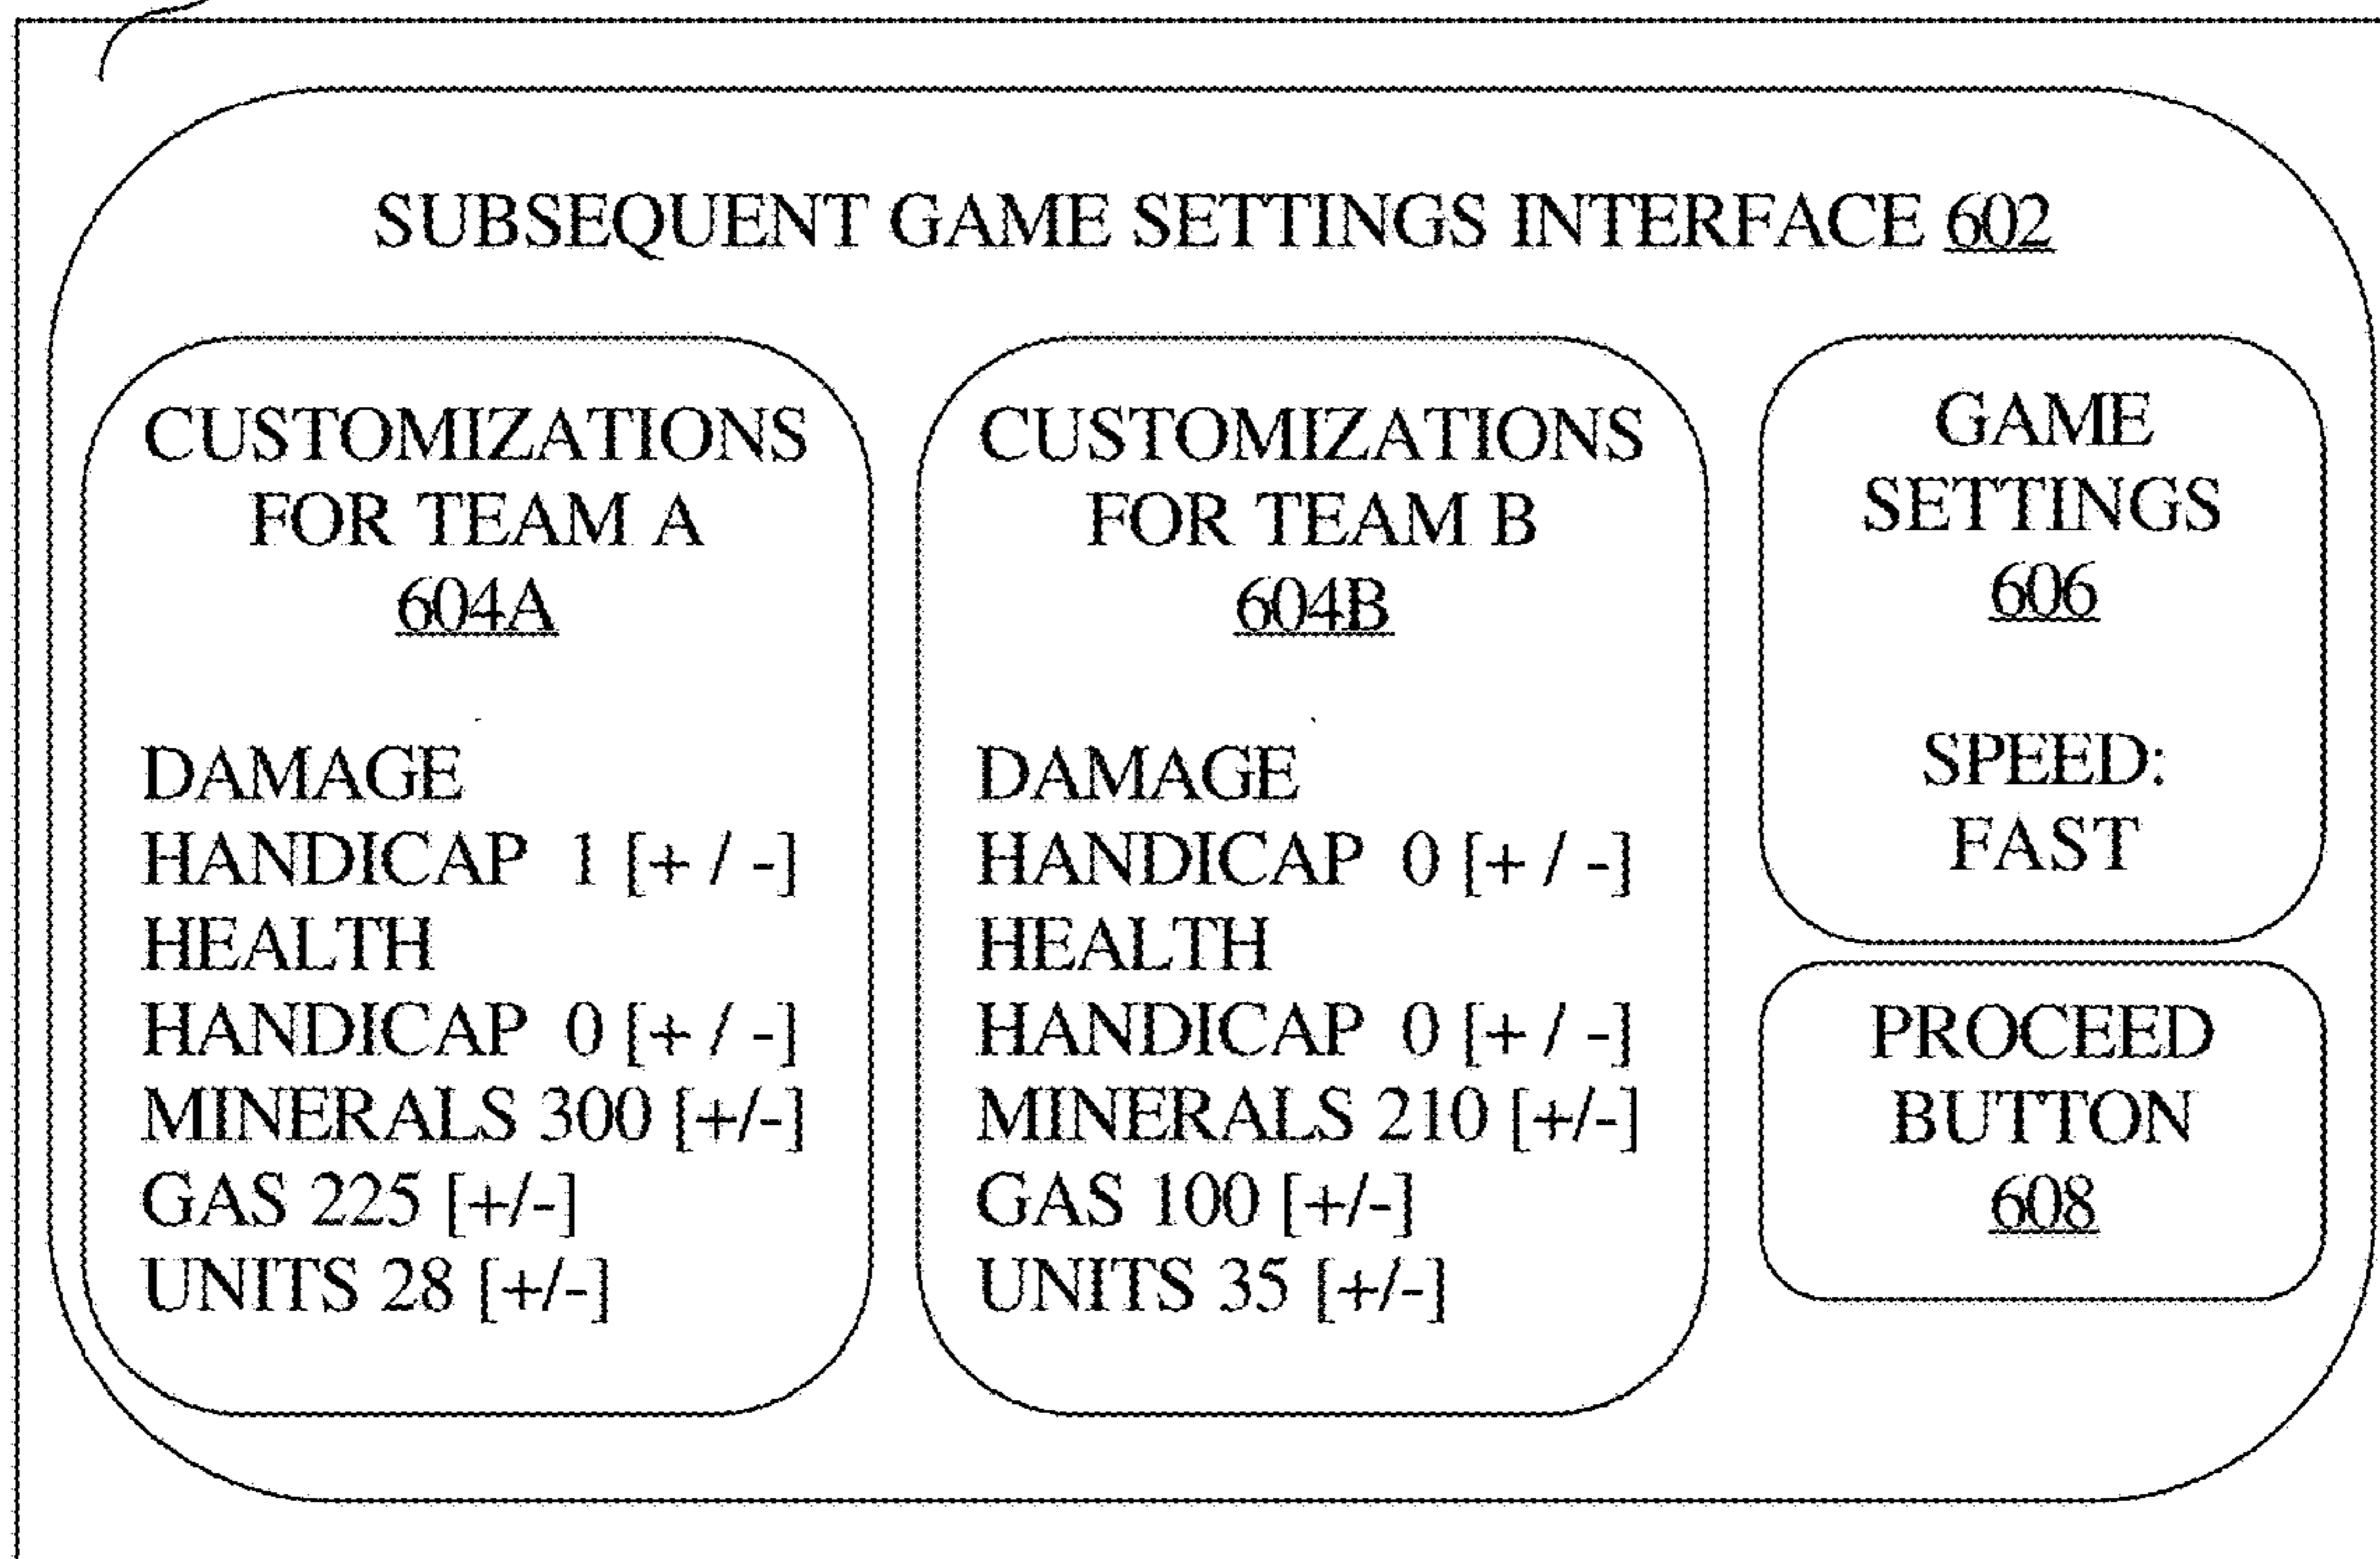 SUBSEQUENT GAME SETTINGS INTERFACE 602
CUSTOMIZATIONS
FOR TEAM A
604A
DAMAGE
HANDICAP 1 [+ / -]
HEALTH
HANDICAP 0 [+ / -]
MINERALS 300 [+/-]
GAS 225 [+/-]
UNITS 28 [+/-]
CUSTOMIZATIONS
FOR TEAM B
604B
DAMAGE
HANDICAP 0 [+ / -]
HEALTH
HANDICAP 0 [+ / -]
MINERALS 210 [+/-]
GAS 100 [+/-]
UNITS 35 [+/-]
GAME
SETTINGS
606
SPEED:
FAST
PROCEED
BUTTON
608